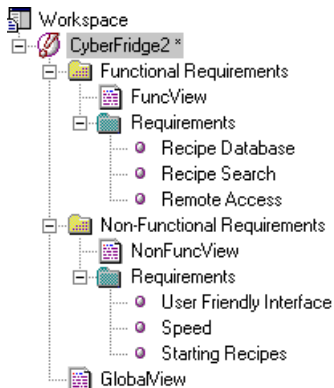 Workspace
CyberFridge2 *
Functional Requirements
FuncView
Requirements
Recipe Database
Recipe Search
Remote Access
Non-Functional Requirements
NonFuncView
Requirements
User Friendly Interface
Speed
Starting Recipes
GlobalView